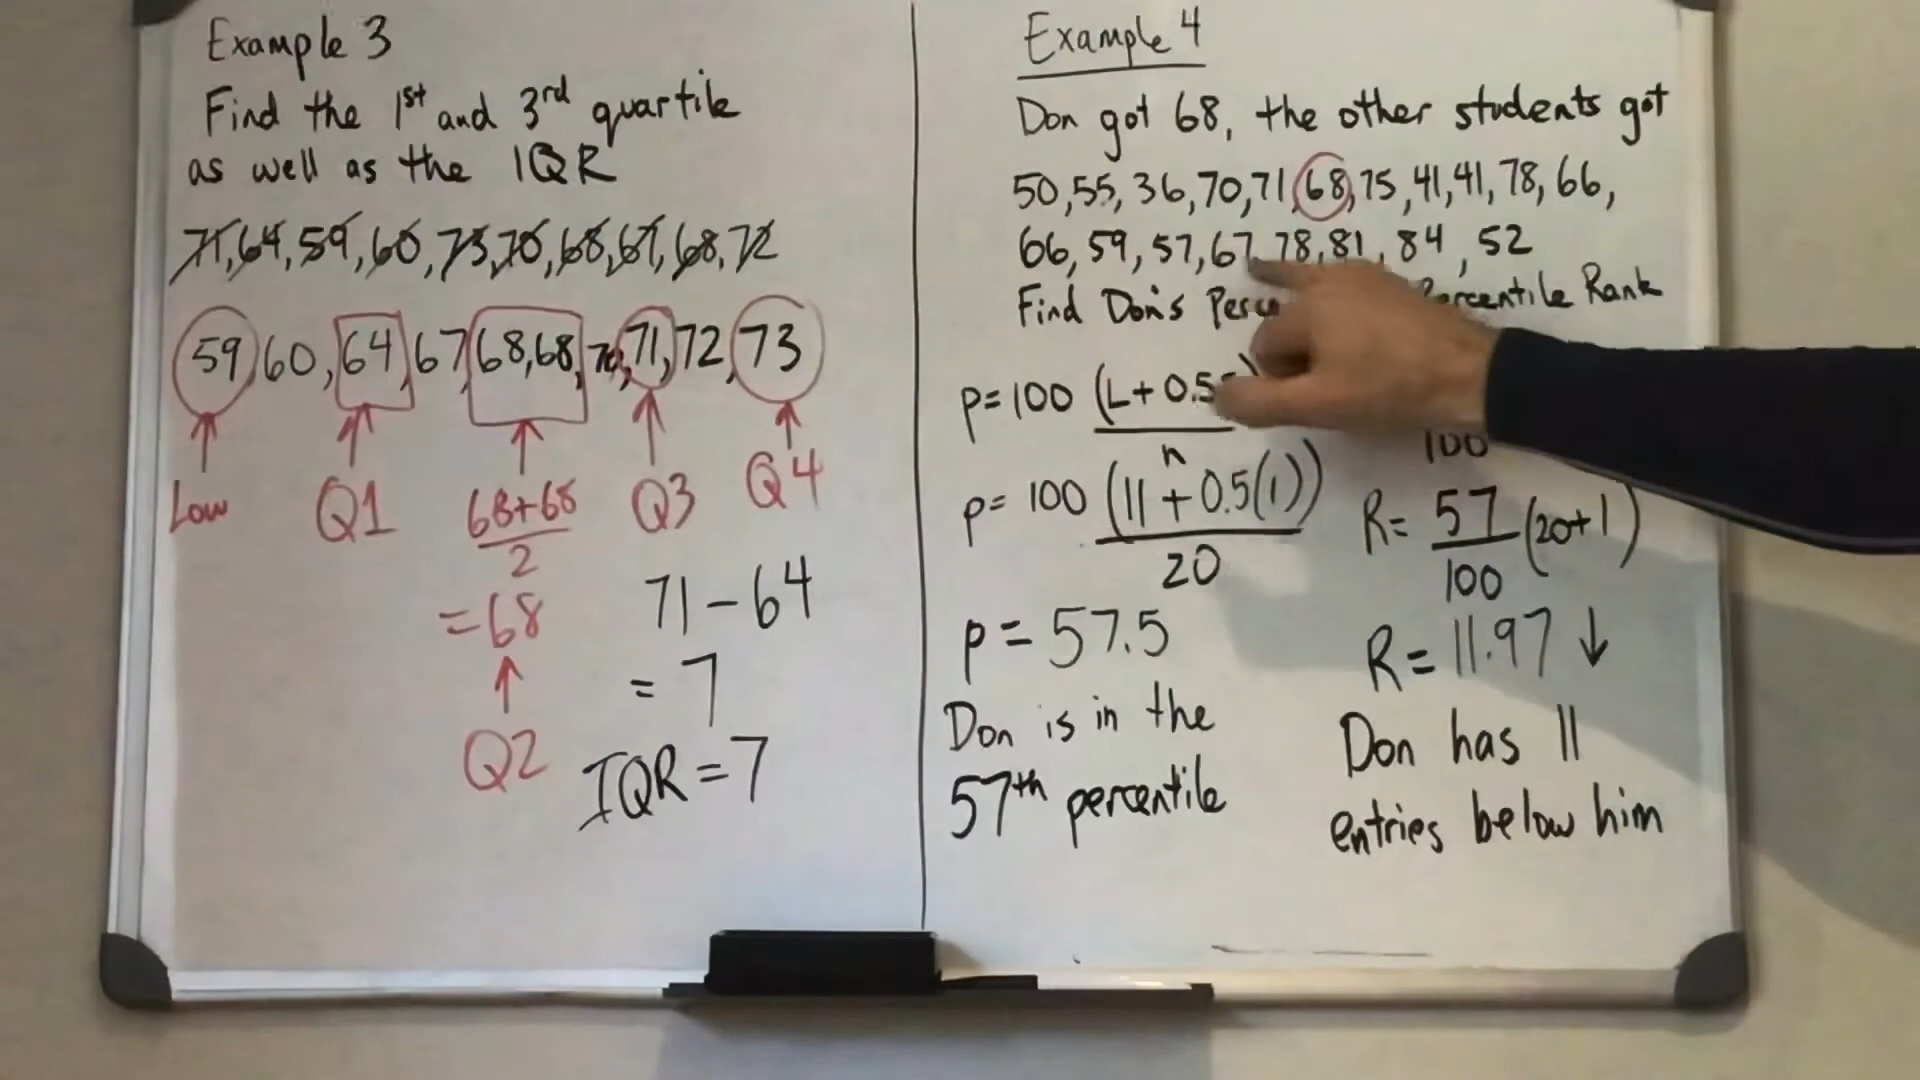 Example 3
Find the 1st and 3rd quartile
as well as the IQR
71, 64, 59, 60, 73, 70, 68, 67, 68, 72
59, 60, 64, 67, 68, 68, 70, 71, 72, 73
Low Q1 68+68 Q3 Q4
2
= 68
Q2
71 - 64
= 7
IQR = 7
Example 4
Don got 68, the other students got
50, 55, 36, 70, 71, 68, 75, 41, 41, 78, 66,
66, 59, 57, 67, 78, 81, 84, 52
Find Don's Percentile Rank
p = 100 (L + 0.5
n
p = 100 (11 + 0.5(1))
20
p = 57.5
Don is in the
57th percentile
100
R = 57 (20+1)
100
R = 11.97 ↓
Don has 11
entries below him